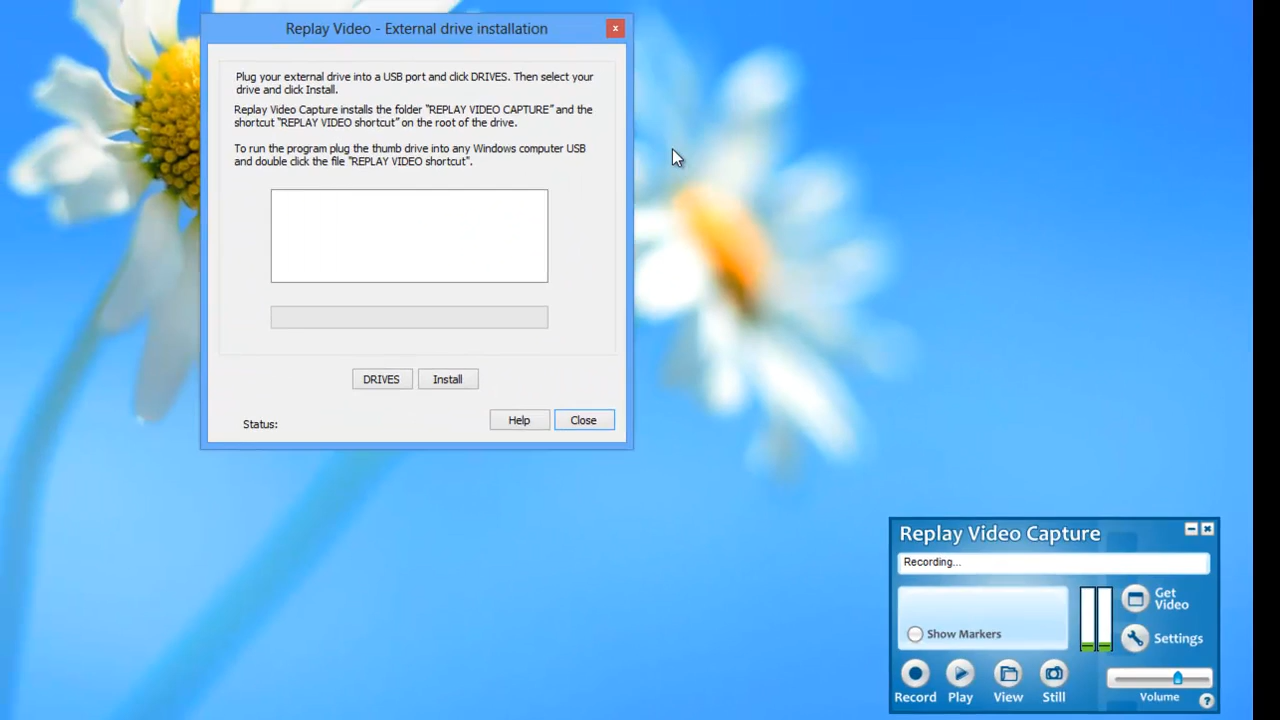 Replay Video - External drive installation
x
Plug your external drive into a USB port and click DRIVES. Then select your
drive and click Install.
Replay Video Capture installs the folder "REPLAY VIDEO CAPTURE" and the
shortcut "REPLAY VIDEO shortcut" on the root of the drive.
To run the program plug the thumb drive into any Windows computer USB
and double click the file "REPLAY VIDEO shortcut".
DRIVES
Install
Status:
Help
Close
Replay Video Capture
Recording...
Show Markers
Get
Video
Settings
Record
Play
View
Still
Volume
?